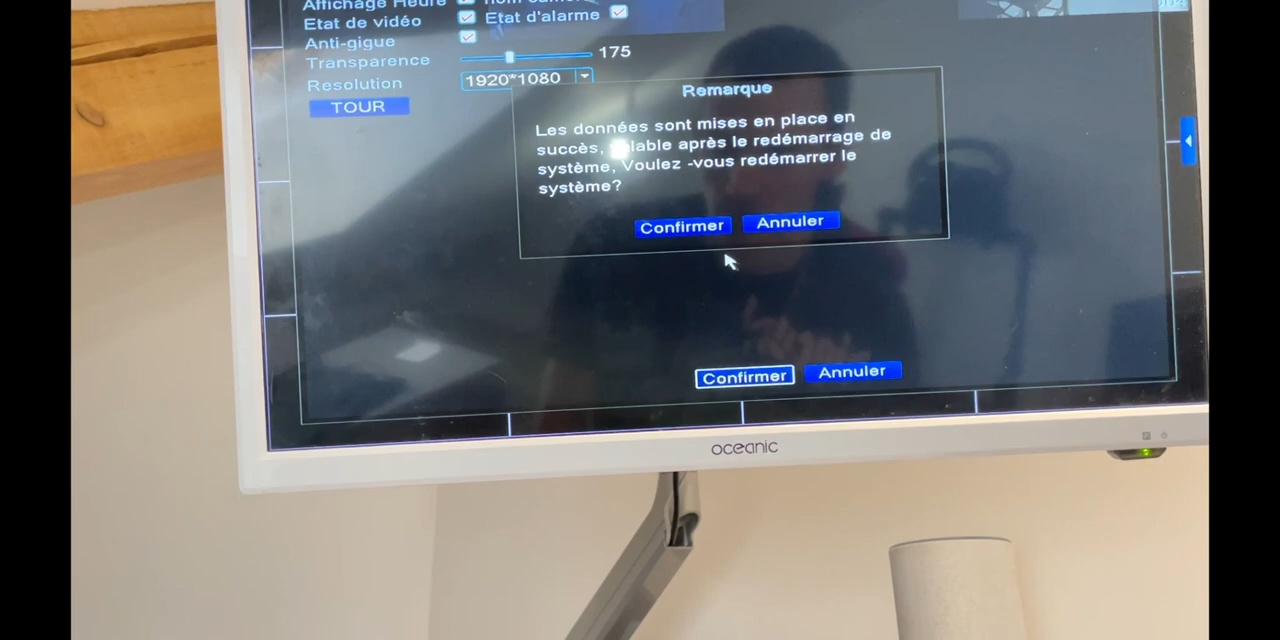 Affichage Heure
Etat de vidéo Etat d'alarme
Anti-gigue
Transparence 175
Resolution 1920*1080
TOUR
Remarque
Les données sont mises en place en
succès, après le redémarrage de
système, Voulez -vous redémarrer le
système?
Confirmer Annuler
Confirmer Annuler
oceanic